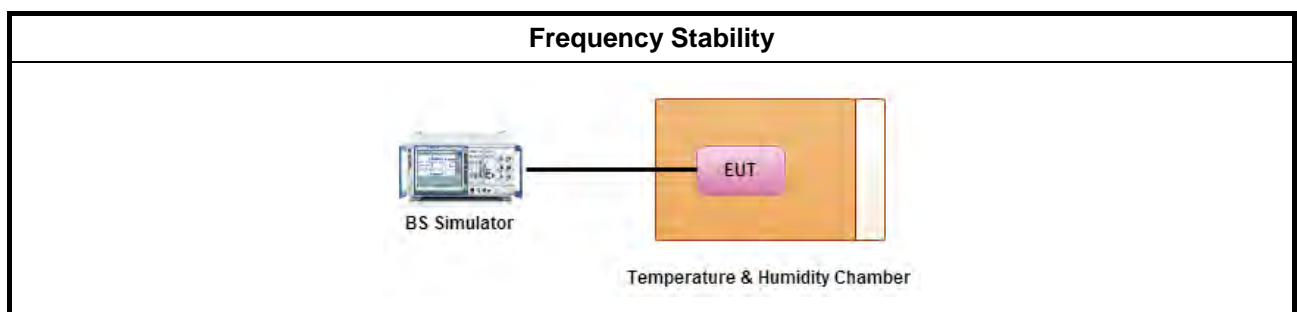 Frequency Stability
EUT
BS Simulator
Temperature & Humidity Chamber